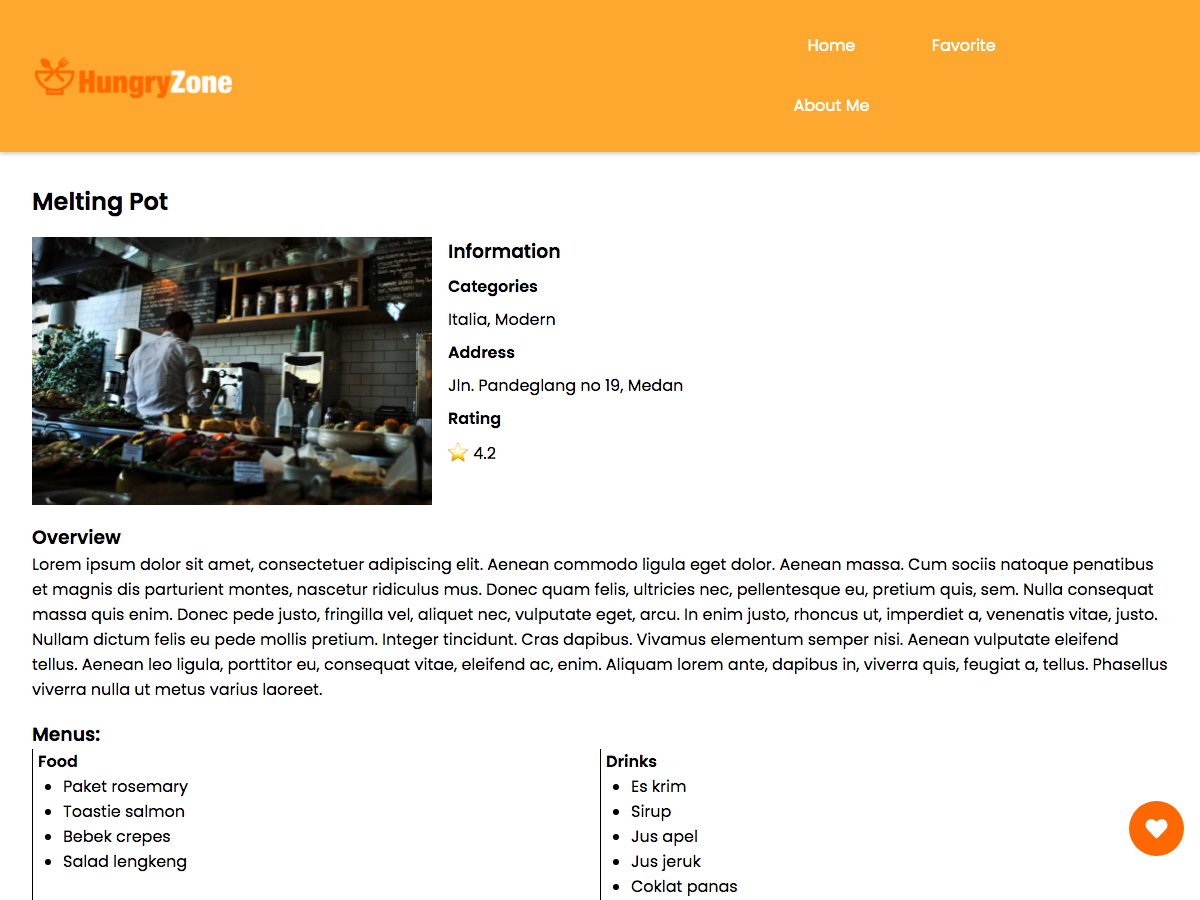 HungryZone
Home
Favorite
About Me
Melting Pot
Information
Categories
Italia, Modern
Address
Jln. Pandeglang no 19, Medan
Rating
⭐ 4.2
Overview
Lorem ipsum dolor sit amet, consectetuer adipiscing elit. Aenean commodo ligula eget dolor. Aenean massa. Cum sociis natoque penatibus
et magnis dis parturient montes, nascetur ridiculus mus. Donec quam felis, ultricies nec, pellentesque eu, pretium quis, sem. Nulla consequat
massa quis enim. Donec pede justo, fringilla vel, aliquet nec, vulputate eget, arcu. In enim justo, rhoncus ut, imperdiet a, venenatis vitae, justo.
Nullam dictum felis eu pede mollis pretium. Integer tincidunt. Cras dapibus. Vivamus elementum semper nisi. Aenean vulputate eleifend
tellus. Aenean leo ligula, porttitor eu, consequat vitae, eleifend ac, enim. Aliquam lorem ante, dapibus in, viverra quis, feugiat a, tellus. Phasellus
viverra nulla ut metus varius laoreet.
Menus:
Food
• Paket rosemary
• Toastie salmon
• Bebek crepes
• Salad lengkeng
Drinks
• Es krim
• Sirup
• Jus apel
• Jus jeruk
• Coklat panas